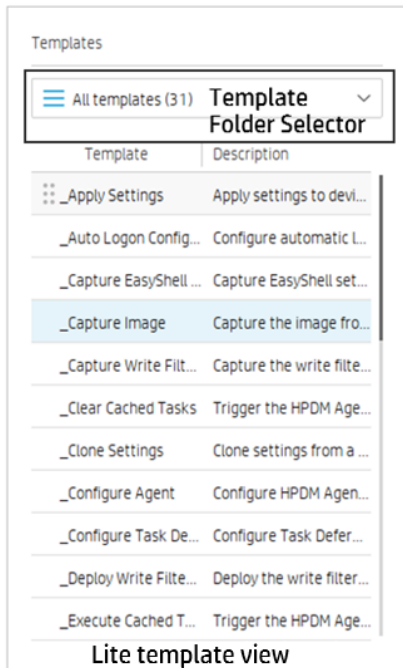 Templates
All templates (31)
Template
Folder Selector
Template Description
_Apply Settings Apply settings to devi...
_Auto Logon Config... Configure automatic l...
_Capture EasyShell ... Capture EasyShell set...
_Capture Image Capture the image fro...
_Capture Write Filt... Capture the write filte...
_Clear Cached Tasks Trigger the HPDM Age...
_Clone Settings Clone settings from a ...
_Configure Agent Configure HPDM Agen...
_Configure Task De... Configure Task Defer...
_Deploy Write Filte... Deploy the write filter...
_Execute Cached T... Trigger the HPDM Age...
Lite template view